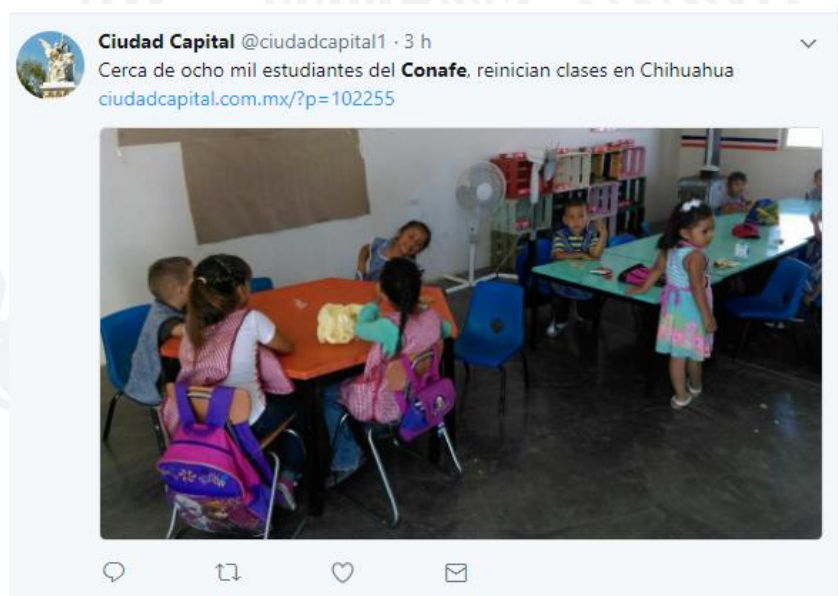 Ciudad Capital @ciudadcapital1 · 3 h
Cerca de ocho mil estudiantes del Conafe, reinician clases en Chihuahua
ciudadcapital.com.mx/?p=102255